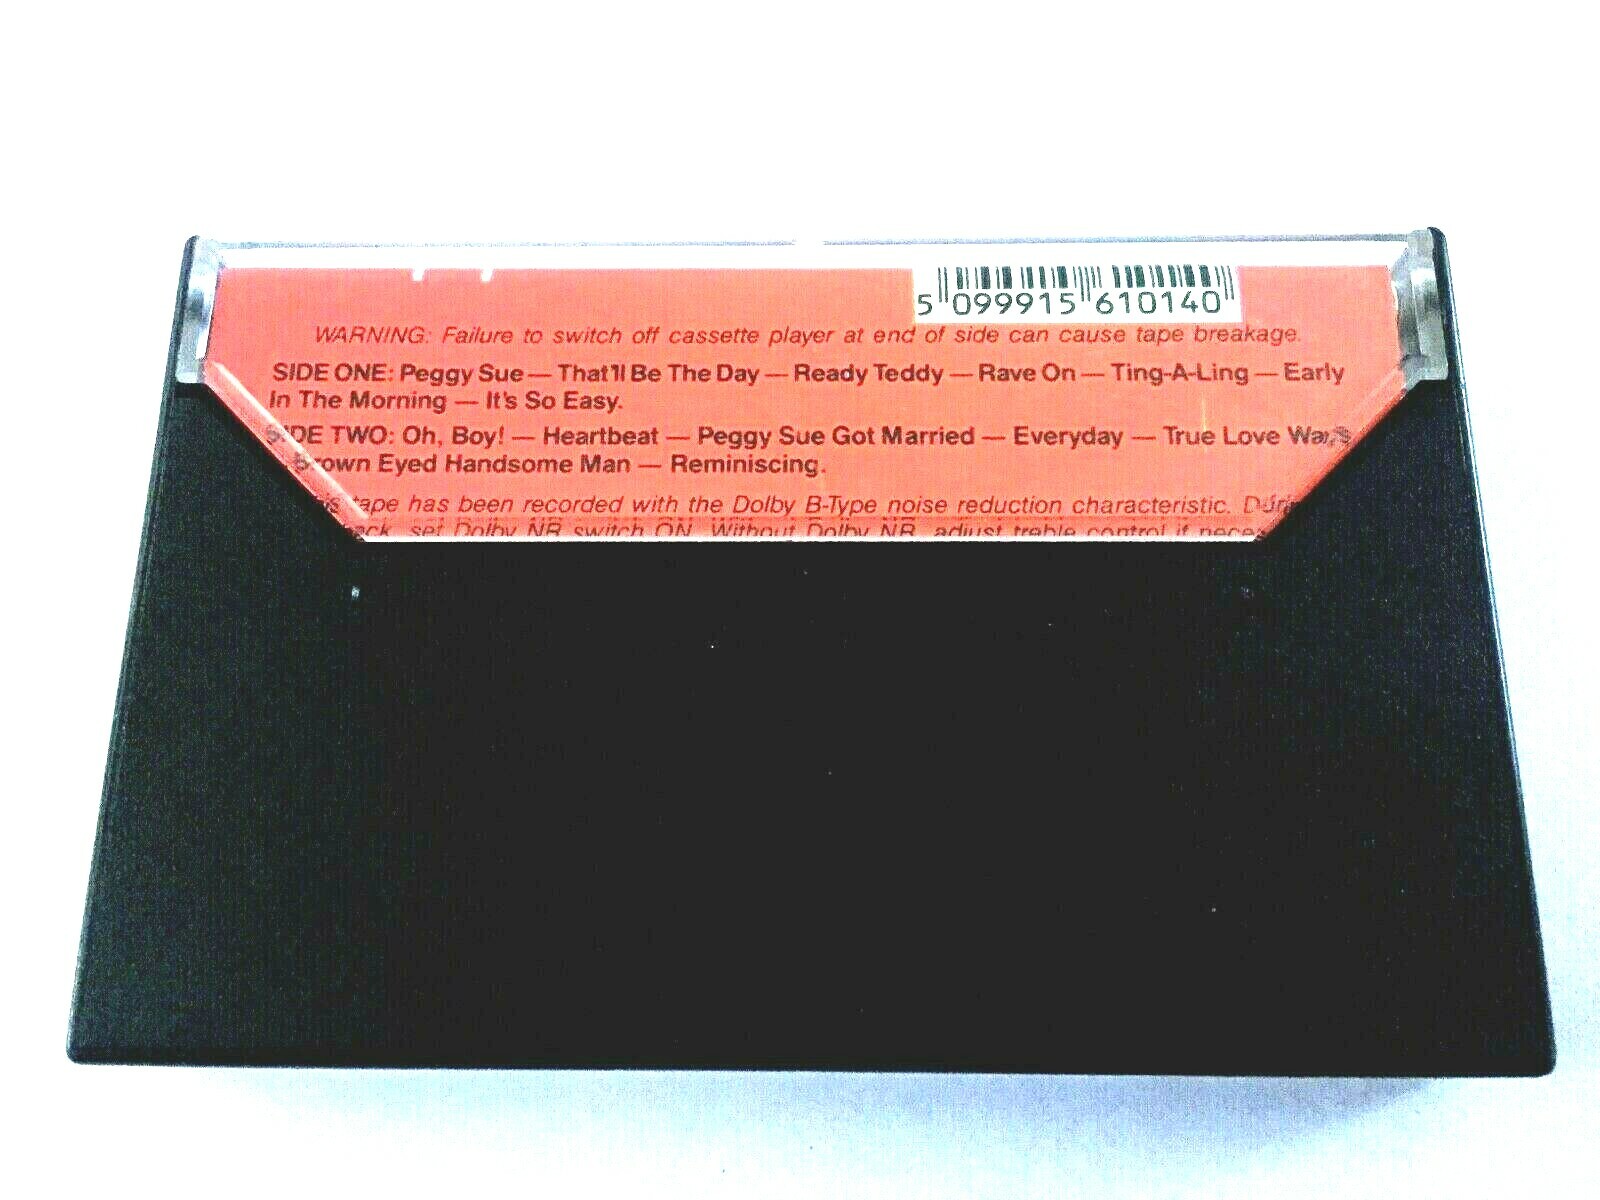 5 099915 610140
WARNING: Failure to switch off cassette player at end of side can cause tape breakage.
SIDE ONE: Peggy Sue — That'll Be The Day — Ready Teddy — Rave On — Ting-A-Ling — Early
In The Morning — It's So Easy.
SIDE TWO: Oh, Boy! — Heartbeat — Peggy Sue Got Married — Everyday — True Love Ways
Brown Eyed Handsome Man — Reminiscing.
tape has been recorded with the Dolby B-Type noise reduction characteristic.
set Dolby NR switch ON. Without Dolby NR, adjust treble control if